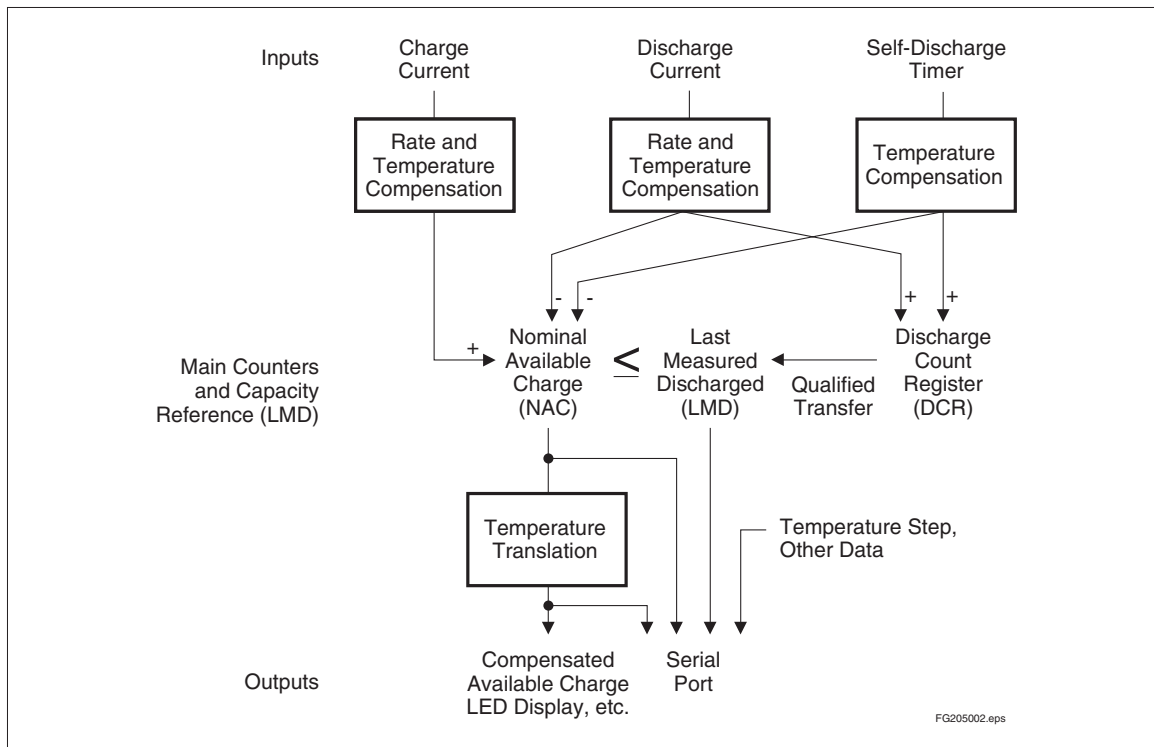 Inputs
Charge
Current
Discharge
Current
Self-Discharge
Timer
Rate and
Temperature
Compensation
Rate and
Temperature
Compensation
Temperature
Compensation
-
-
+
+
Main Counters
and Capacity
Reference (LMD)
+
Nominal
Available
Charge
(NAC)
≤
Last
Measured
Discharged
(LMD)
Qualified
Transfer
Discharge
Count
Register
(DCR)
Temperature
Translation
Temperature Step,
Other Data
Outputs
Compensated
Available Charge
LED Display, etc.
Serial
Port
FG205002.eps